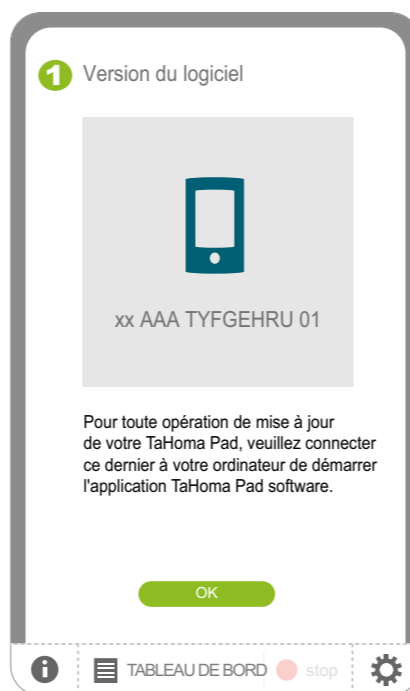 1 Version du logiciel
xx AAA TYFGEHRU 01
Pour toute opération de mise à jour
de votre TaHoma Pad, veuillez connecter
ce dernier à votre ordinateur de démarrer
l'application TaHoma Pad software.
OK
i TABLEAU DE BORD stop